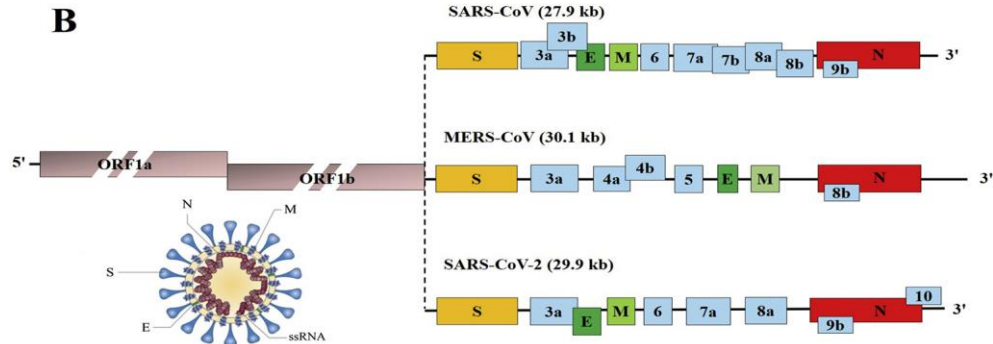 B
SARS-CoV (27.9 kb)
S 3a 3b E M 6 7a 7b 8a 8b 9b N 3'
MERS-CoV (30.1 kb)
5' ORF1a ORF1b
S 3a 4a 4b 5 E M 8b N 3'
SARS-CoV-2 (29.9 kb)
S 3a E M 6 7a 8a 9b N 10 3'
N M
S
E ssRNA